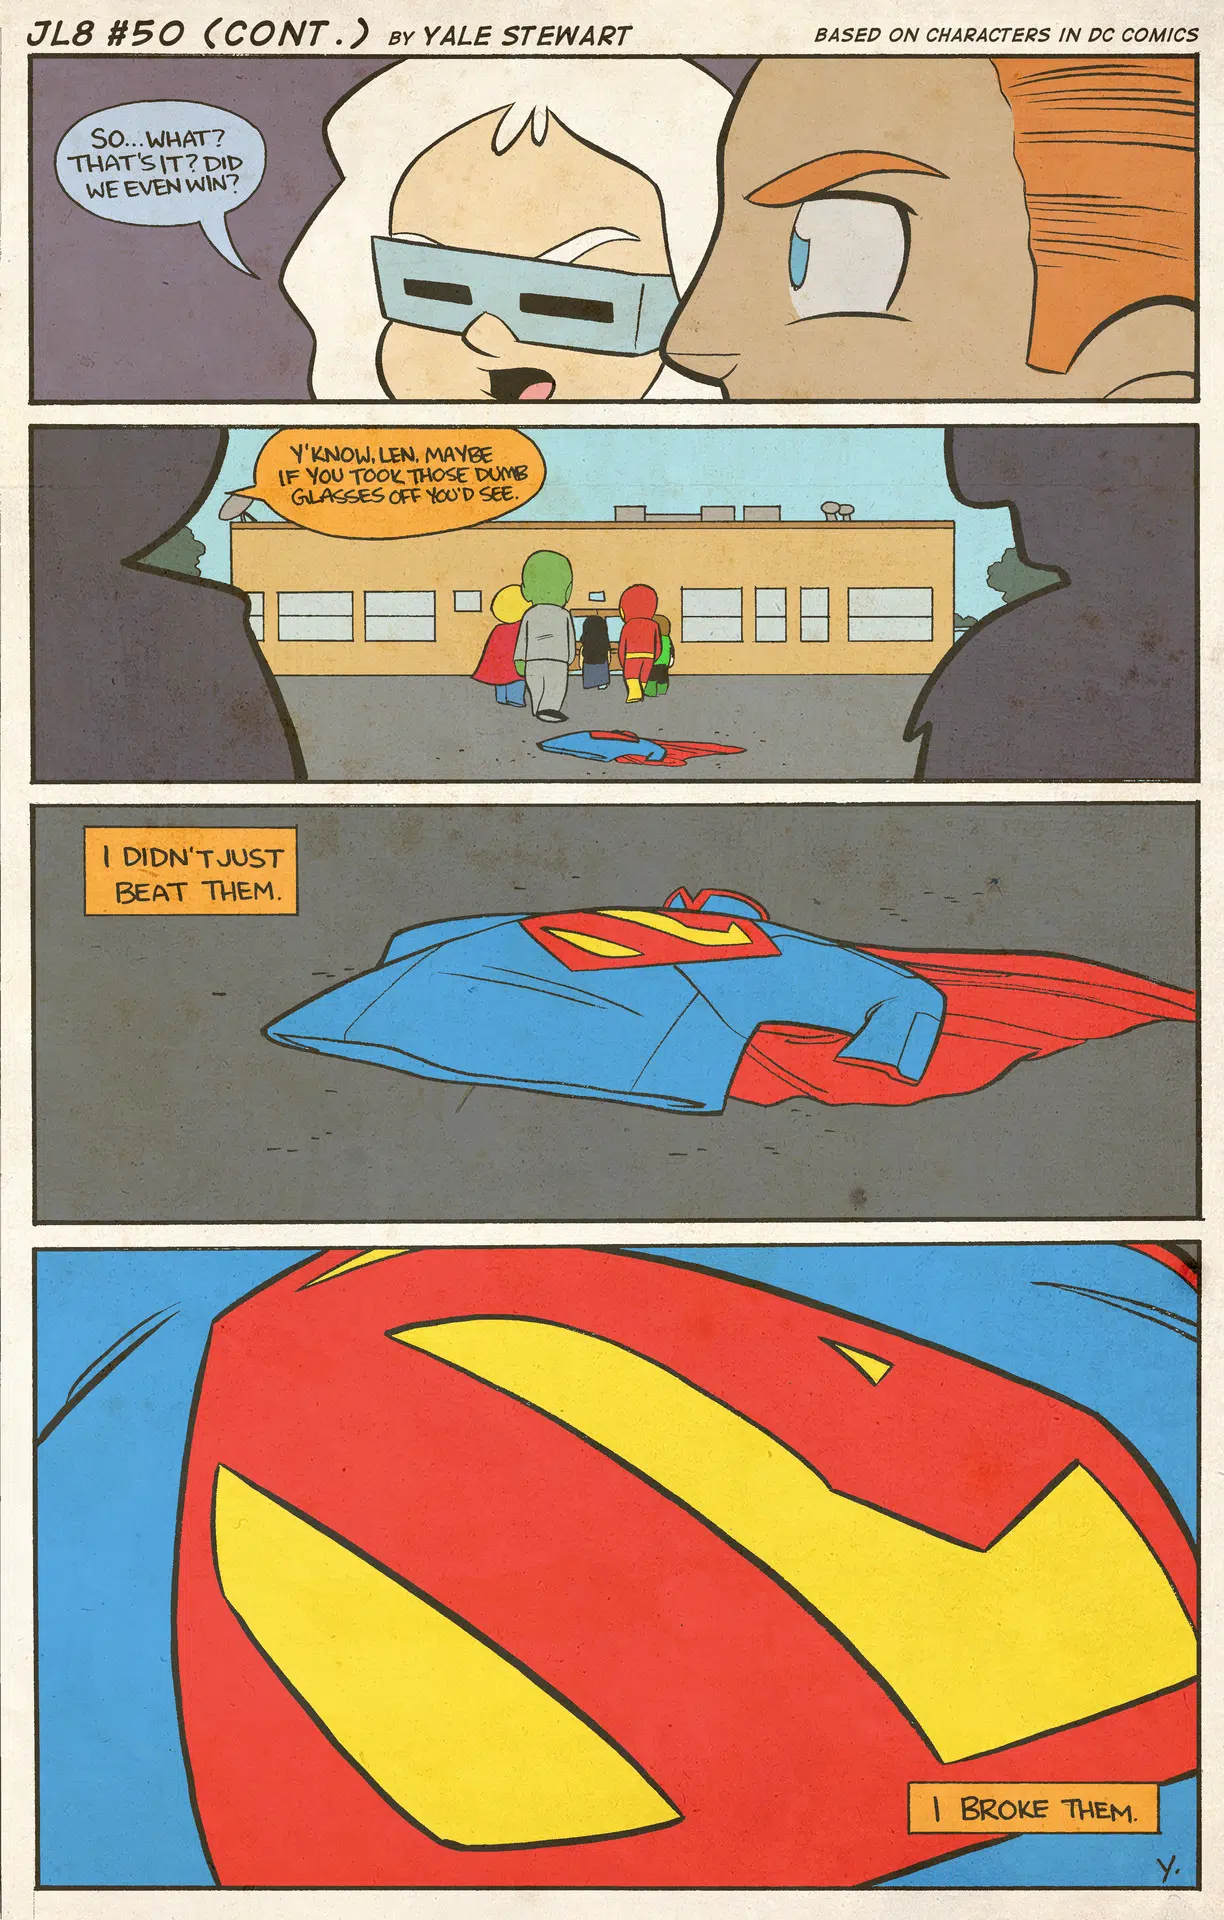 JL8 #50 (CONT.) BY YALE STEWART
BASED ON CHARACTERS IN DC COMICS
SO...WHAT?
THAT'S IT? DID
WE EVEN WIN?
Y'KNOW, LEN, MAYBE
IF YOU TOOK THOSE DUMB
GLASSES OFF YOU'D SEE.
I DIDN'T JUST
BEAT THEM.
I BROKE THEM.
Y.